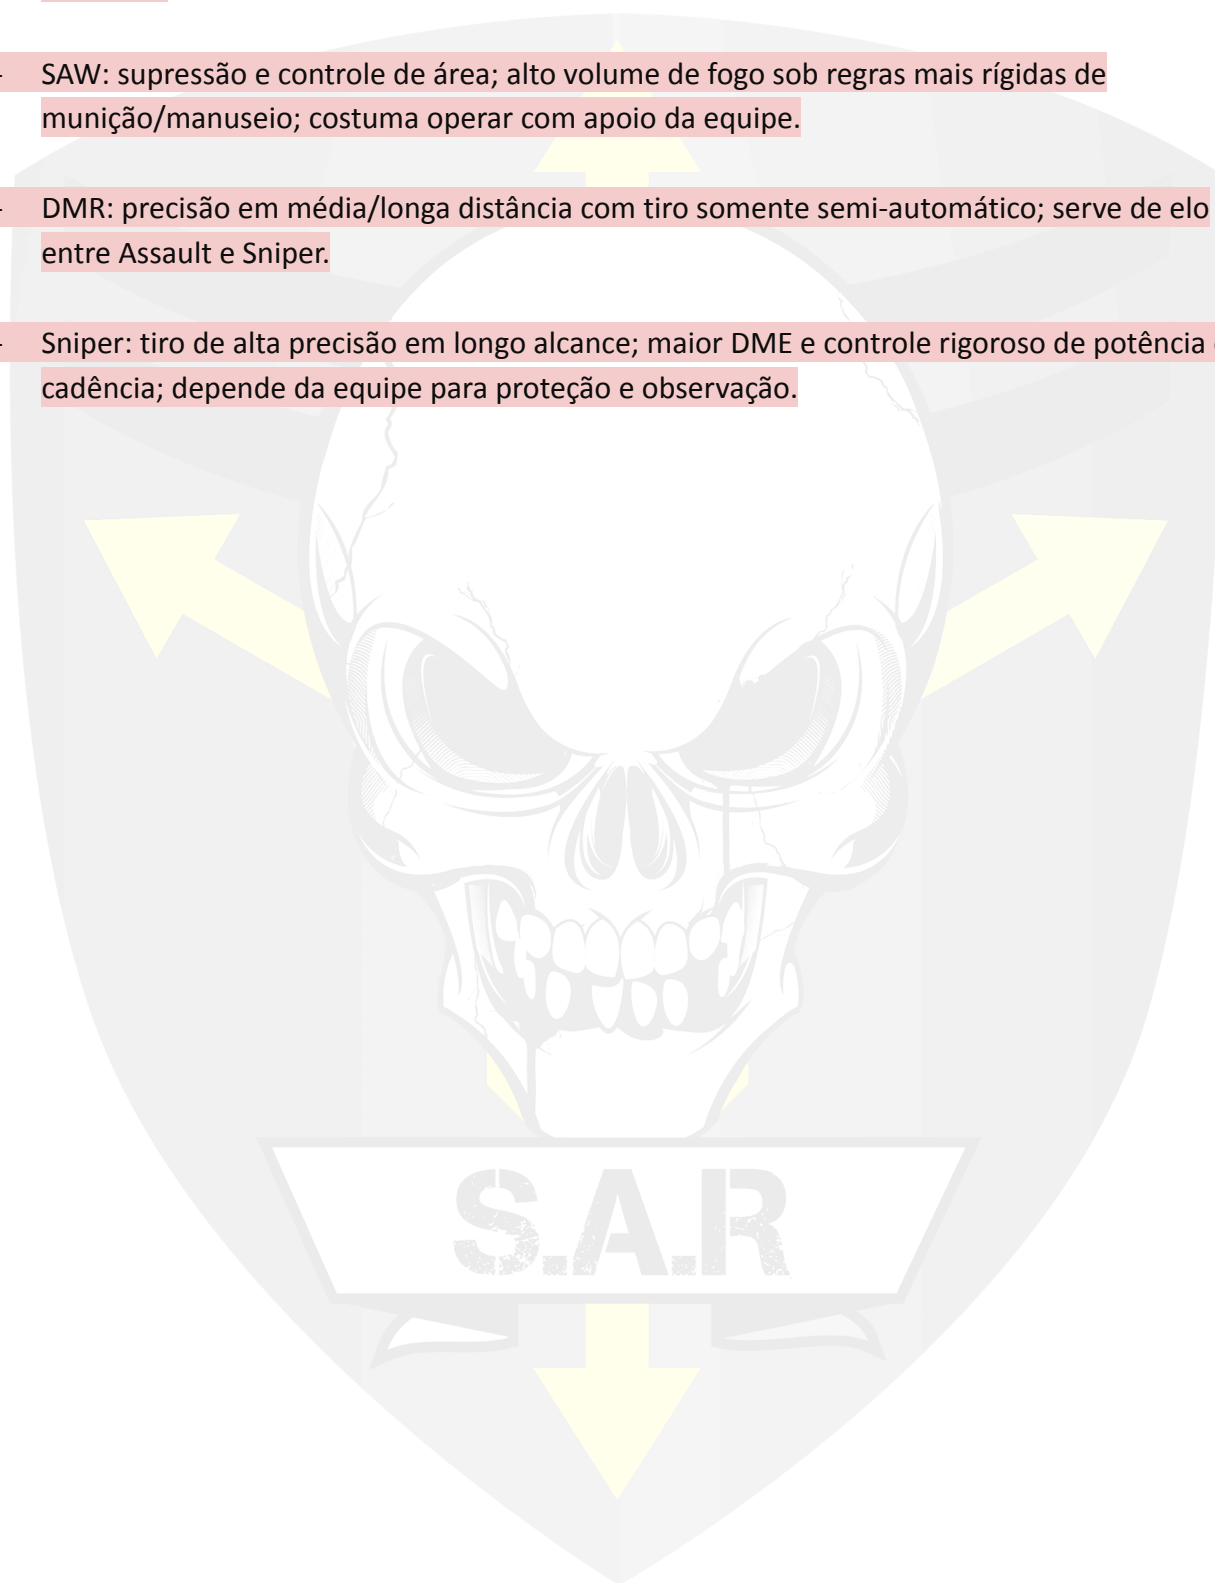 - SAW: supressão e controle de área; alto volume de fogo sob regras mais rígidas de
munição/manuseio; costuma operar com apoio da equipe.
- DMR: precisão em média/longa distância com tiro somente semi-automático; serve de elo
entre Assault e Sniper.
- Sniper: tiro de alta precisão em longo alcance; maior DME e controle rigoroso de potência
cadência; depende da equipe para proteção e observação.
S.A.R